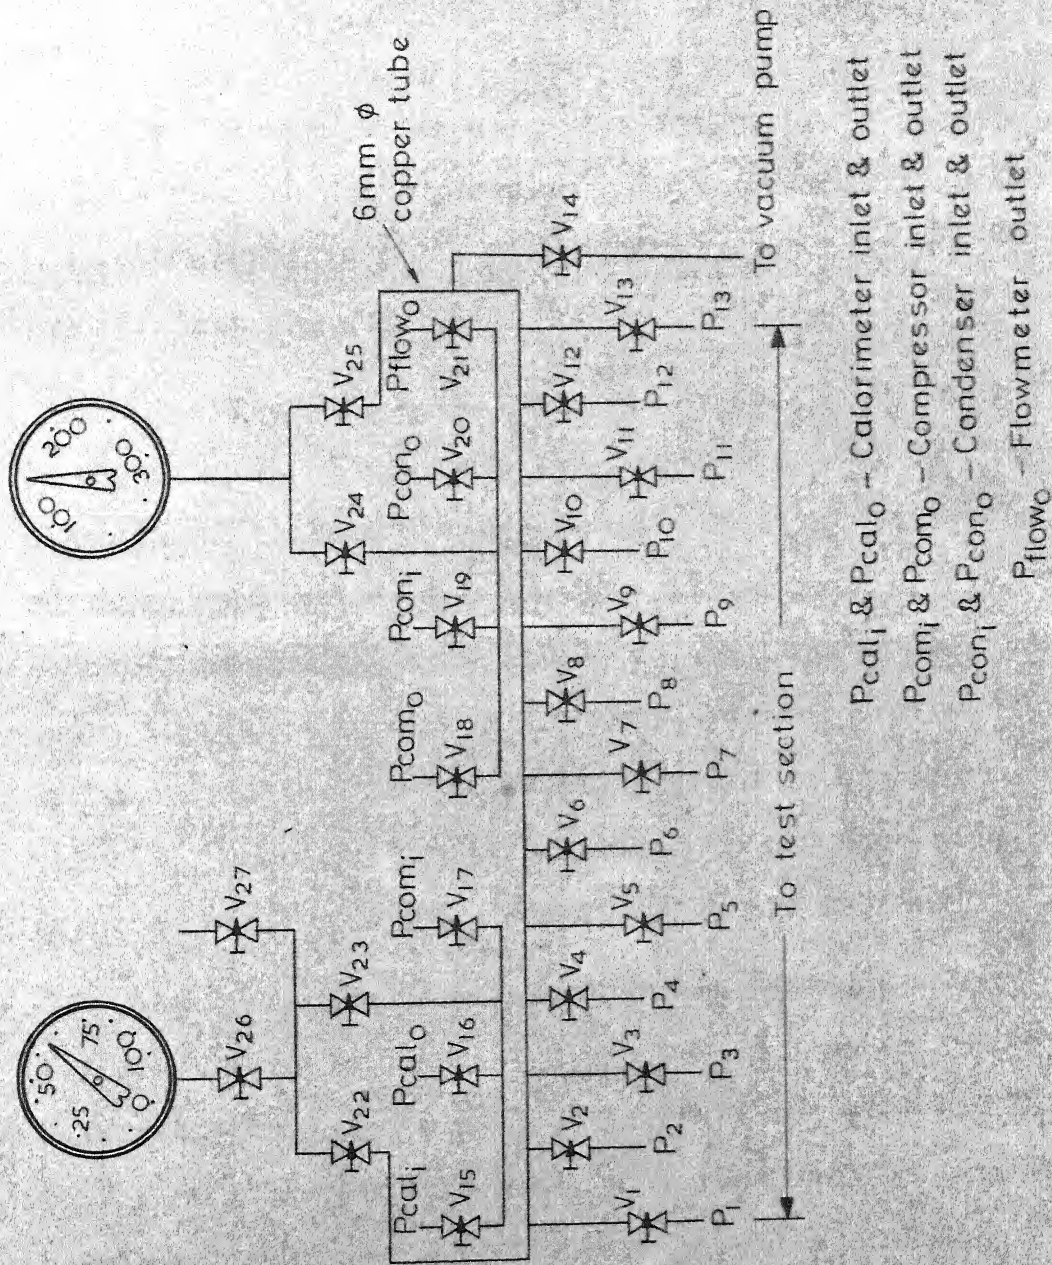 0
.25
50
75
100
100
200
300
V26
V27
V22
V23
V24
V25
6mm ϕ
copper tube
Pcali
Pcalo
Pcomi
Pcomo
Pconi
Pcono
Pflowo
V15
V16
V17
V18
V19
V20
V21
V1
V2
V3
V4
V5
V6
V7
V8
V9
V10
V11
V12
V13
V14
P1
P2
P3
P4
P5
P6
P7
P8
P9
P10
P11
P12
P13
To vacuum pump
To test section
Pcali & Pcalo – Calorimeter inlet & outlet
Pcomi & Pcomo – Compressor inlet & outlet
Pconi & Pcono – Condenser inlet & outlet
Pflowo – Flowmeter outlet